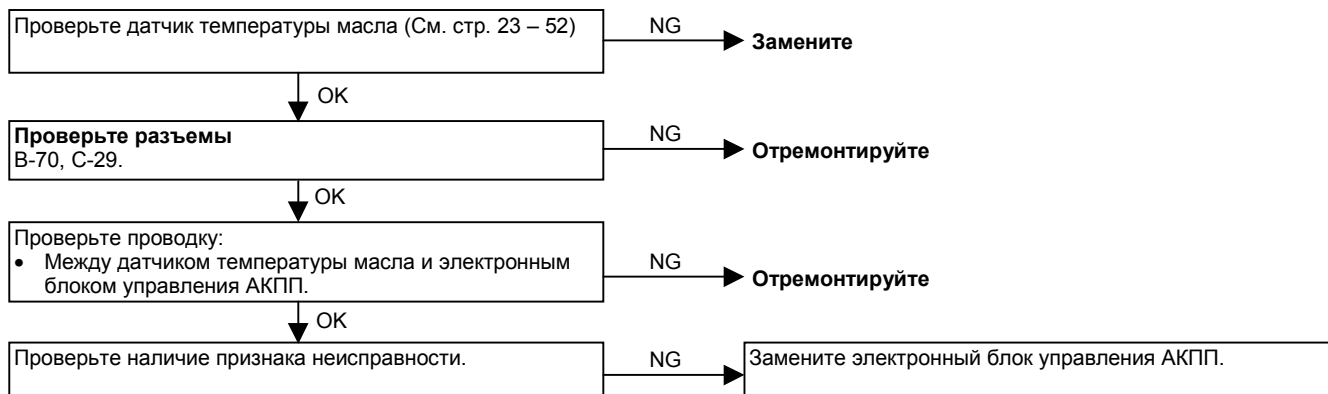 Проверьте датчик температуры масла (См. стр. 23 – 52)
NG
Замените
OK
Проверьте разъемы
B-70, C-29.
NG
Отремонтируйте
OK
Проверьте проводку:
• Между датчиком температуры масла и электронным
блоком управления АКПП.
NG
Отремонтируйте
OK
Проверьте наличие признака неисправности.
NG
Замените электронный блок управления АКПП.